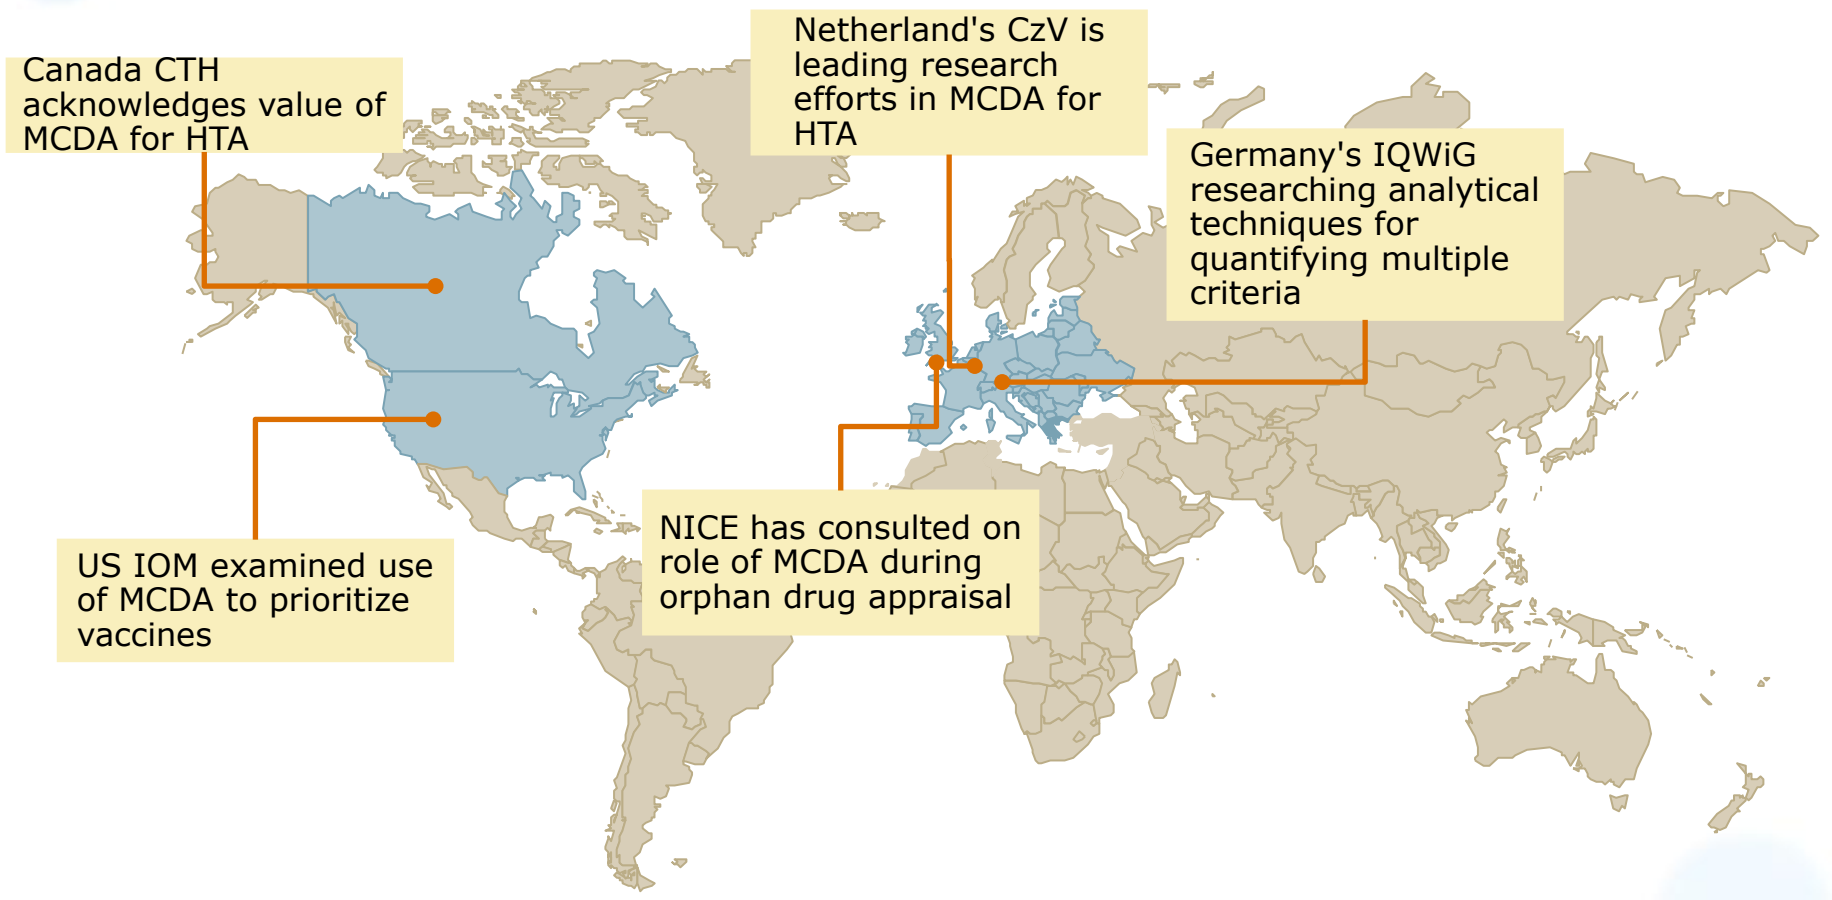 Canada CTH
acknowledges value of
MCDA for HTA
Netherland's CzV is
leading research
efforts in MCDA for
HTA
Germany's IQWiG
researching analytical
techniques for
quantifying multiple
criteria
US IOM examined use
of MCDA to prioritize
vaccines
NICE has consulted on
role of MCDA during
orphan drug appraisal